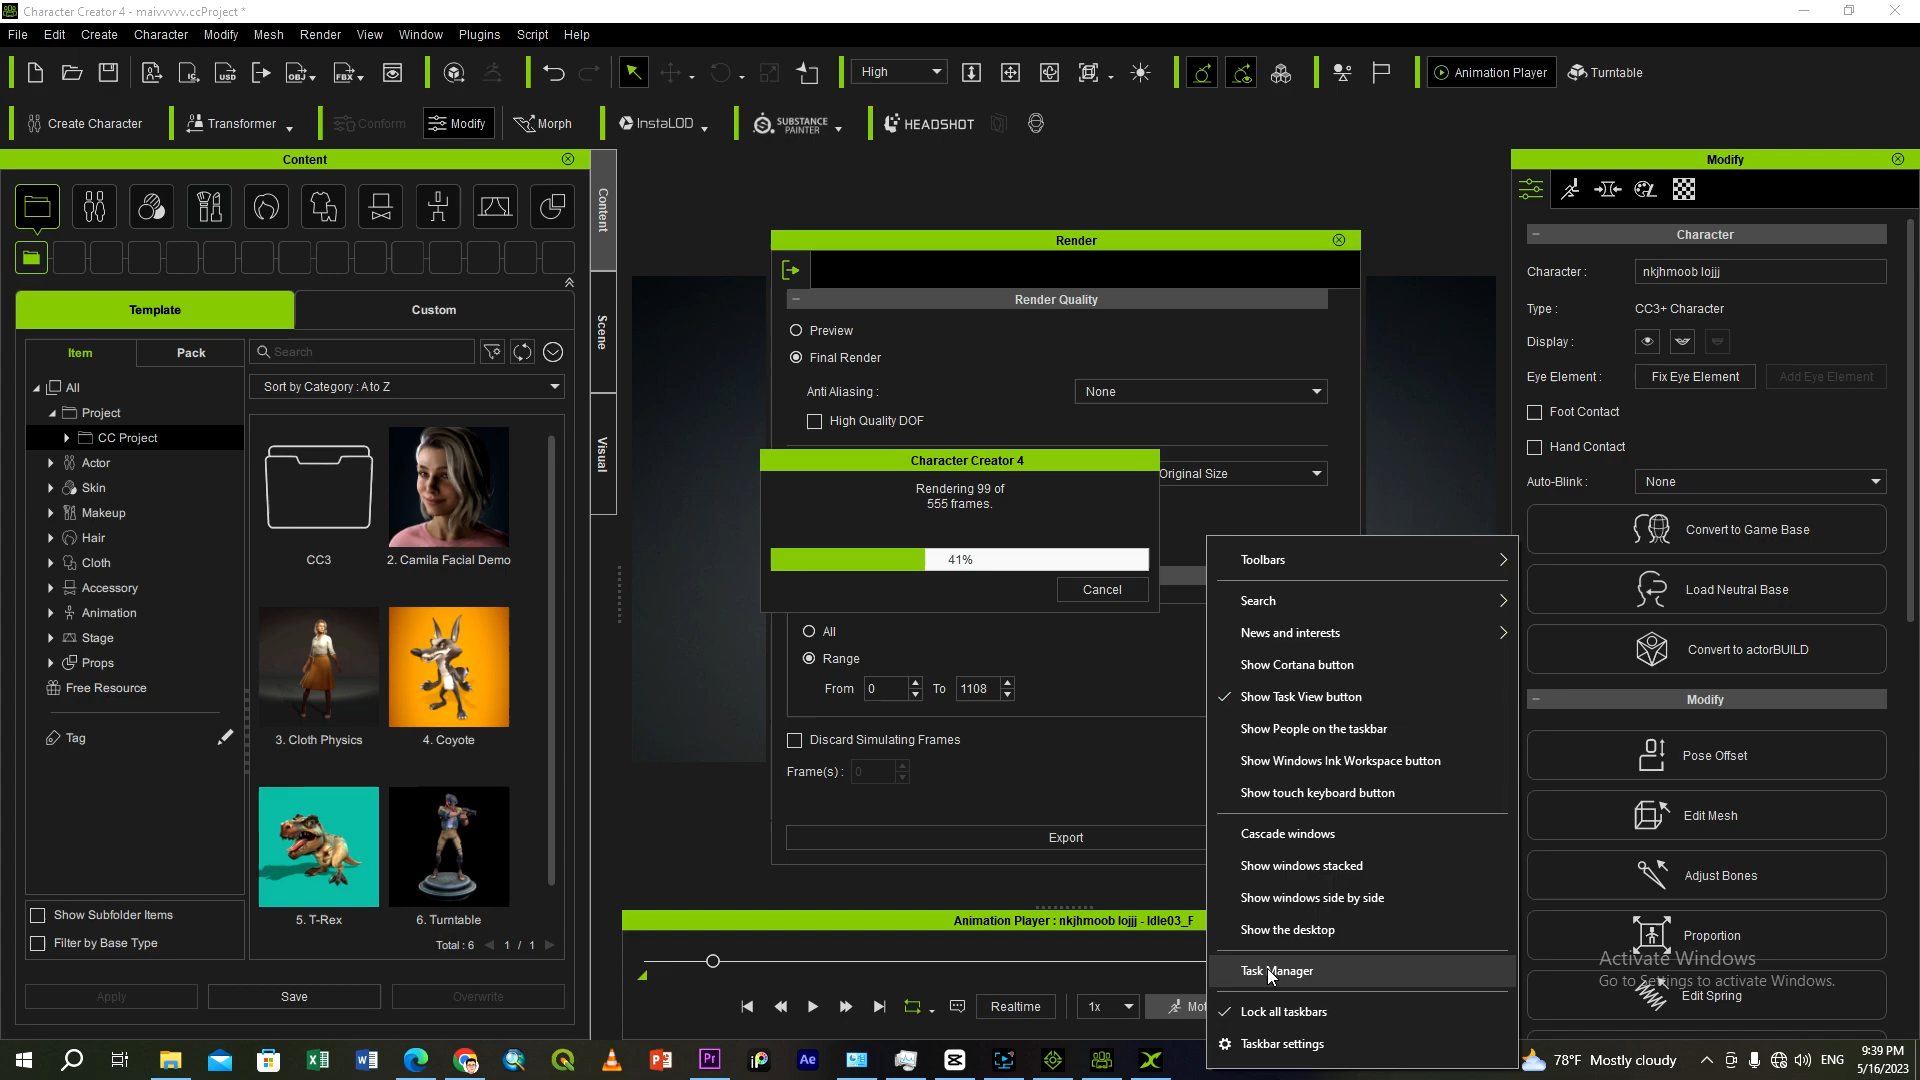 Character Creator 4 - maivvvvv.ccProject *
File Edit Create Character Modify Mesh Render View Window Plugins Script Help
High
Animation Player Turntable
Create Character Transformer Conform Modify Morph InstaLOD SUBSTANCE PAINTER HEADSHOT
Content
Template Custom
Item Pack Search
Sort by Category : A to Z
All
Project
CC Project
Actor
Skin
Makeup
Hair
Cloth
Accessory
Animation
Stage
Props
Free Resource
Tag
Show Subfolder Items
Filter by Base Type
CC3 2. Camila Facial Demo
3. Cloth Physics 4. Coyote
5. T-Rex 6. Turntable
Total : 6 1 / 1
Apply Save Overwrite
Content
Scene
Visual
Render
Render Quality
Preview
Final Render
Anti Aliasing : None
High Quality DOF
Original Size
Character Creator 4
Rendering 99 of
555 frames.
41%
Cancel
All
Range
From 0 To 1108
Discard Simulating Frames
Frame(s) : 0
Export
Animation Player : nkjhmoob lojjj - Idle03_F
Realtime 1x Mot
Toolbars
Search
News and interests
Show Cortana button
Show Task View button
Show People on the taskbar
Show Windows Ink Workspace button
Show touch keyboard button
Cascade windows
Show windows stacked
Show windows side by side
Show the desktop
Task Manager
Lock all taskbars
Taskbar settings
Modify
Character
Character : nkjhmoob lojjj
Type : CC3+ Character
Display :
Eye Element : Fix Eye Element Add Eye Element
Foot Contact
Hand Contact
Auto-Blink : None
Convert to Game Base
Load Neutral Base
Convert to actorBUILD
Modify
Pose Offset
Edit Mesh
Adjust Bones
Proportion
Edit Spring
Activate Windows
Go to Settings to activate Windows.
78°F Mostly cloudy ENG 9:39 PM
5/16/2023